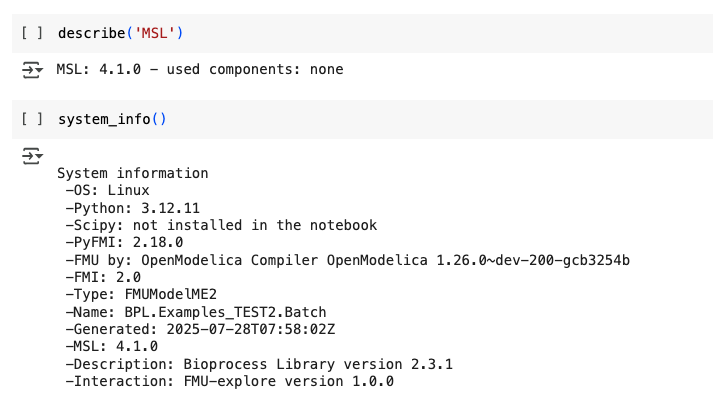 [ ] describe('MSL')
MSL: 4.1.0 – used components: none
[ ] system_info()
System information
-OS: Linux
-Python: 3.12.11
-Scipy: not installed in the notebook
-PyFMI: 2.18.0
-FMU by: OpenModelica Compiler OpenModelica 1.26.0~dev-200-gcb3254b
-FMI: 2.0
-Type: FMUModelME2
-Name: BPL.Examples_TEST2.Batch
-Generated: 2025-07-28T07:58:02Z
-MSL: 4.1.0
-Description: Bioprocess Library version 2.3.1
-Interaction: FMU-explore version 1.0.0